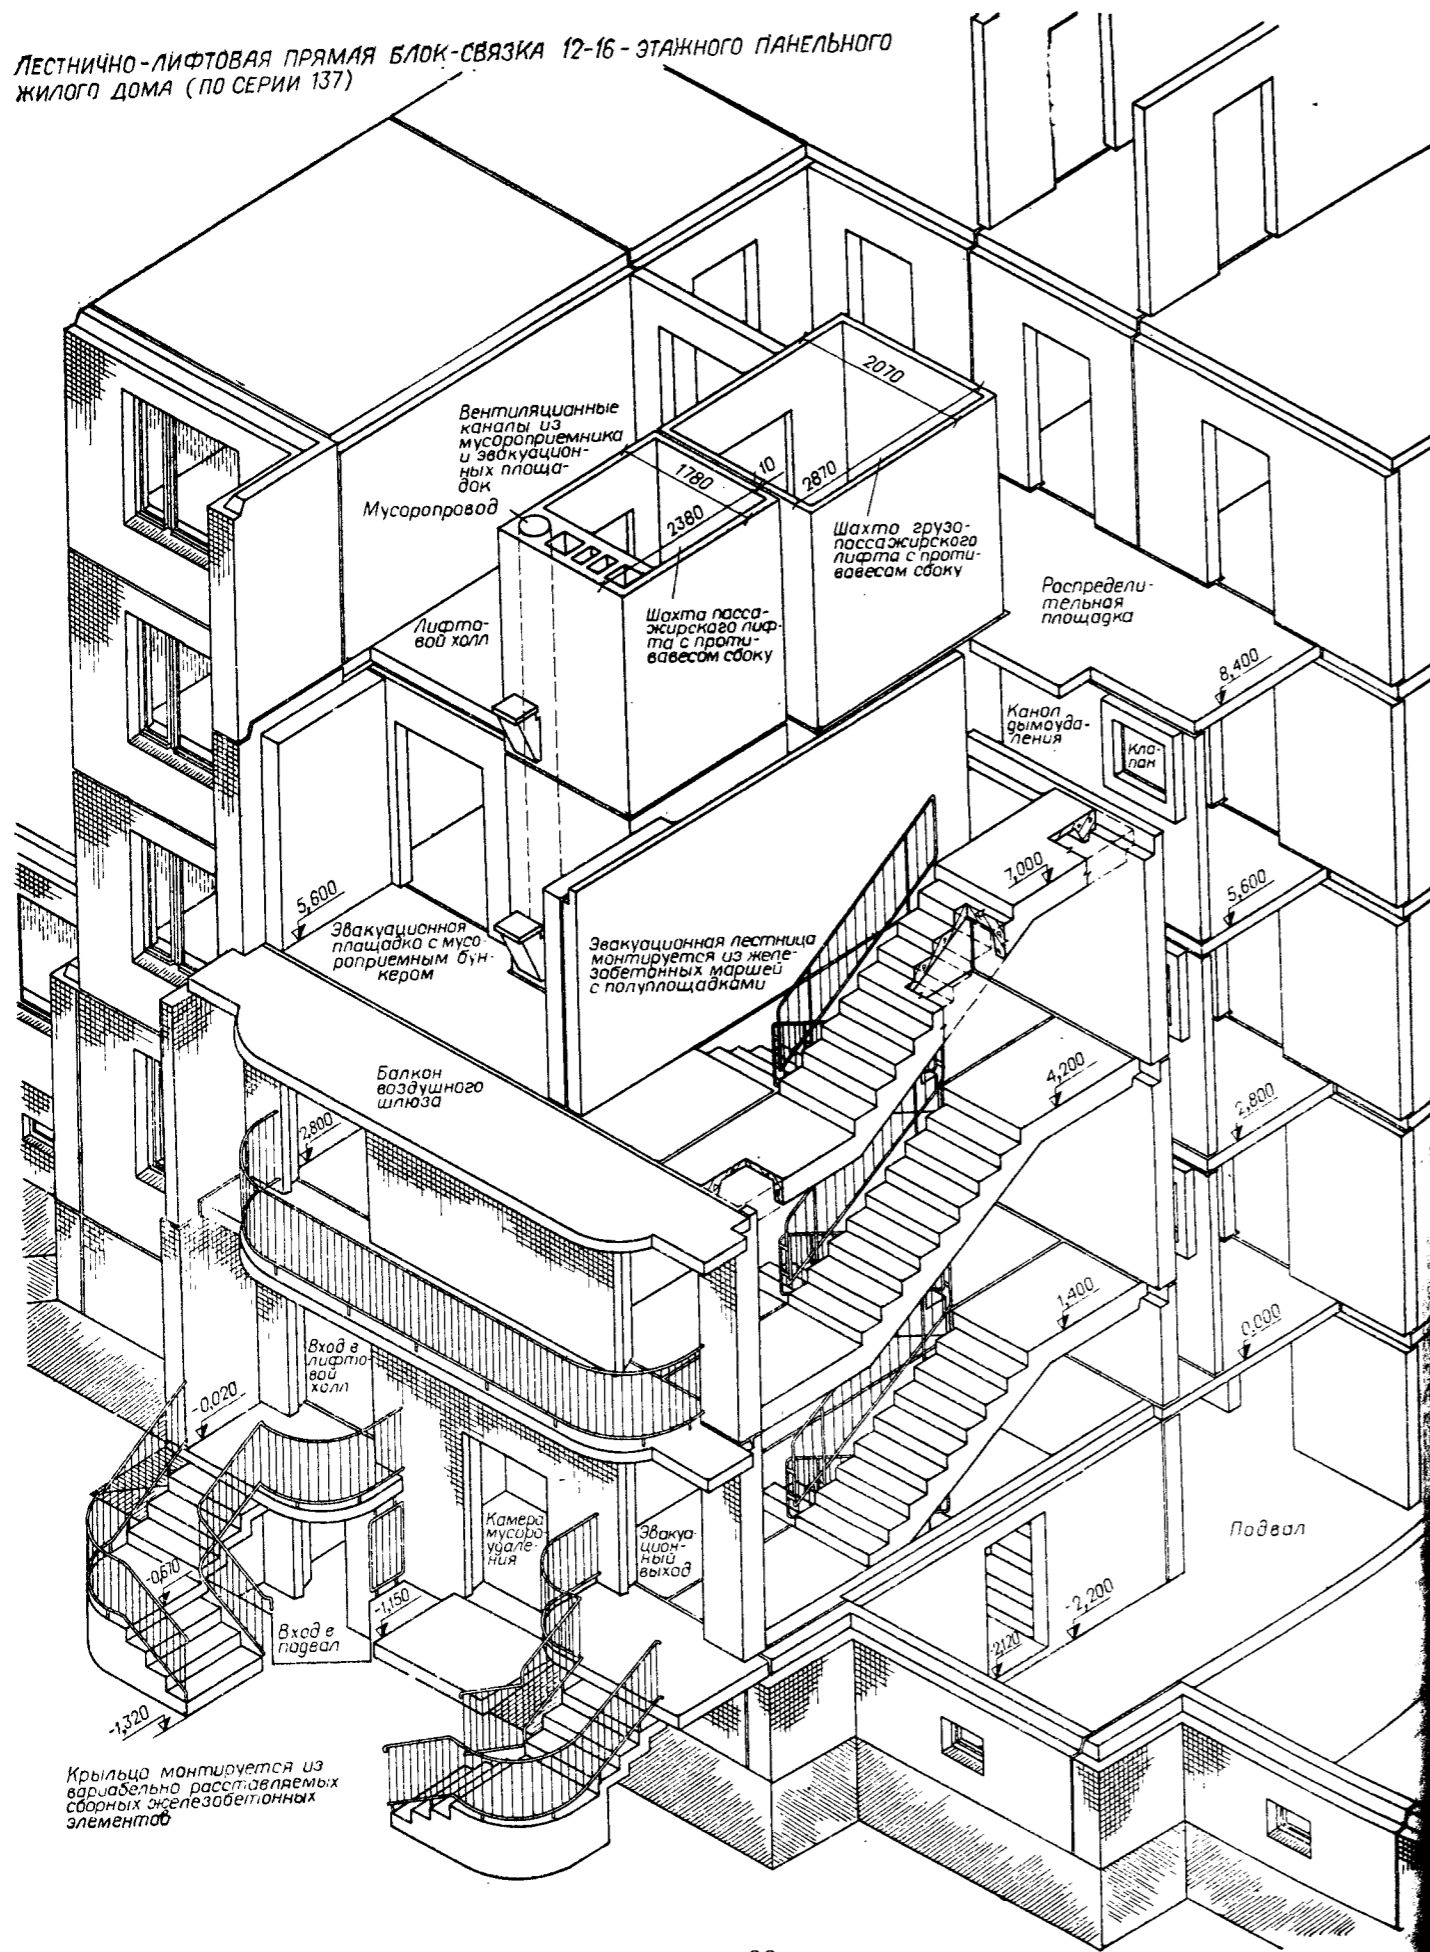 ЛЕСТНИЧНО-ЛИФТОВАЯ ПРЯМАЯ БЛОК-СВЯЗКА 12-16-ЭТАЖНОГО ПАНЕЛЬНОГО
ЖИЛОГО ДОМА (ПО СЕРИИ 137)
2070
Вентиляционные
каналы из
мусороприемника
и эвакуацион-
ных площа-
док
Мусоропровод
1780
10
2870
2380
Шахта грузо-
пассажирского
лифта с проти-
вовесом сбоку
Распредели-
тельная
площадка
Лифто-
вой холл
Шахта пасса-
жирского лиф-
та с проти-
вовесом сбоку
8,400
Канал
дымоуда-
ления
Кла-
пан
7,000
5,600
5,600
Эвакуационная
площадка с мусо-
роприемным бун-
кером
Эвакуационная лестница
монтируется из желе-
зобетонных маршей
с полуплощадками
Балкон
воздушного
шлюза
4,200
2,800
2,800
1,400
0,000
Вход в
лифто-
вой
холл
-0,020
Камера
мусоро-
удале-
ния
Эвакуа-
цион-
ный
выход
Подвал
-0,670
-1,150
-2,200
Вход в
подвал
-2,120
-1,320
Крыльца монтируется из
вариабельно расставляемых
сборных железобетонных
элементов